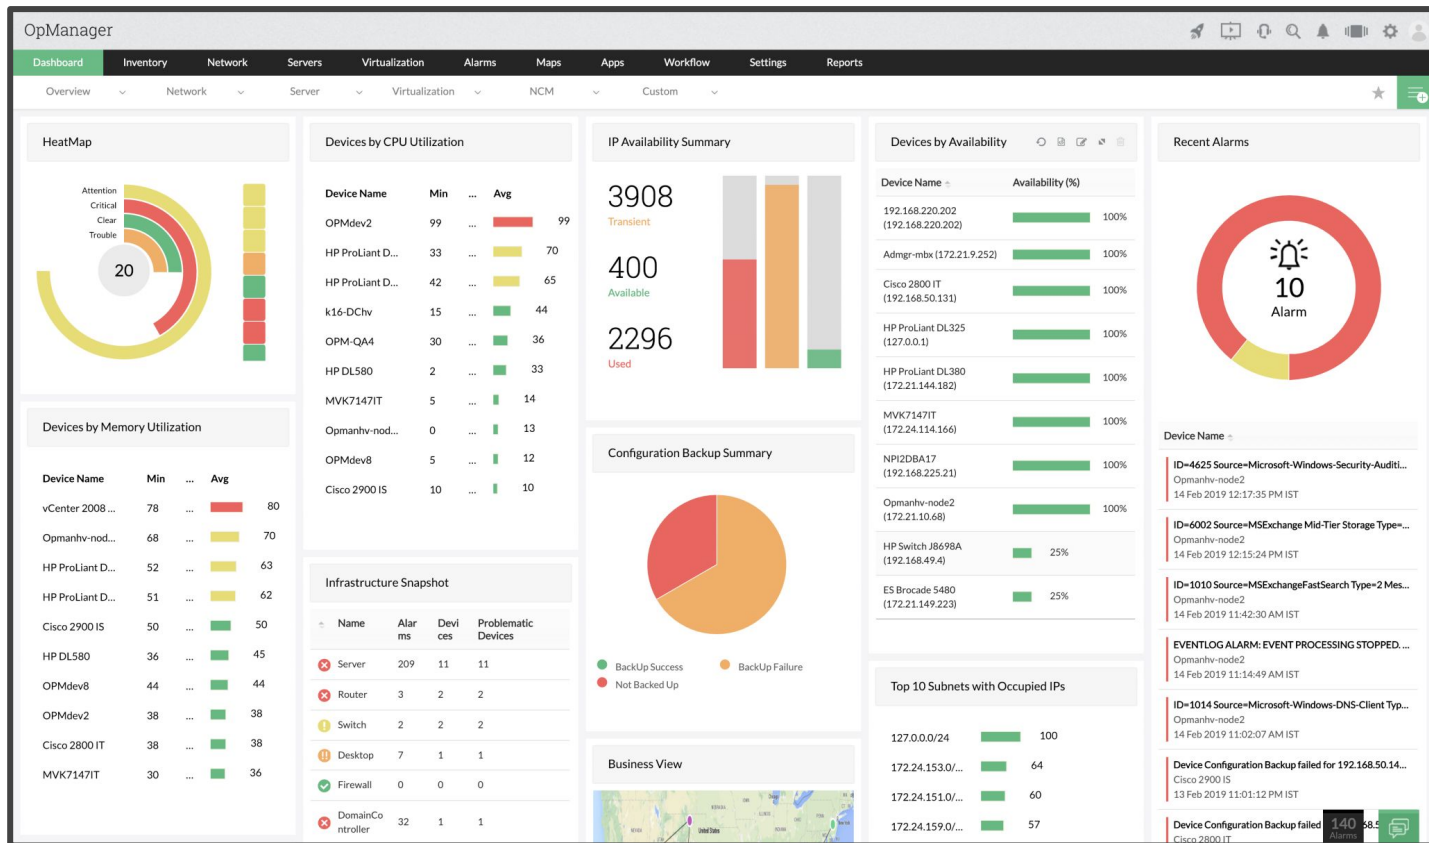 OpManager
Dashboard Inventory Network Servers Virtualization Alarms Maps Apps Workflow Settings Reports
Overview Network Server Virtualization NCM Custom
HeatMap
Attention
Critical
Clear
Trouble
20
Devices by Memory Utilization
Device Name Min ... Avg
vCenter 2008 ... 78 ... 80
Opmanhv-nod... 68 ... 70
HP ProLiant D... 52 ... 63
HP ProLiant D... 51 ... 62
Cisco 2900 IS 50 ... 50
HP DL580 36 ... 45
OPMdev8 44 ... 44
OPMdev2 38 ... 38
Cisco 2800 IT 38 ... 38
MVK7147IT 30 ... 36
Devices by CPU Utilization
Device Name Min ... Avg
OPMdev2 99 ... 99
HP ProLiant D... 33 ... 70
HP ProLiant D... 42 ... 65
k16-DChv 15 ... 44
OPM-QA4 30 ... 36
HP DL580 2 ... 33
MVK7147IT 5 ... 14
Opmanhv-nod... 0 ... 13
OPMdev8 5 ... 12
Cisco 2900 IS 10 ... 10
Infrastructure Snapshot
Name Alar Devi Problematic
ms ces Devices
Server 209 11 11
Router 3 2 2
Switch 2 2 2
Desktop 7 1 1
Firewall 0 0 0
DomainCo
ntroller 32 1 1
IP Availability Summary
3908
Transient
400
Available
2296
Used
Configuration Backup Summary
BackUp Success BackUp Failure
Not Backed Up
Business View
United States
Devices by Availability
Device Name Availability (%)
192.168.220.202
(192.168.220.202) 100%
Admgr-mbx (172.21.9.252) 100%
Cisco 2800 IT
(192.168.50.131) 100%
HP ProLiant DL325
(127.0.0.1) 100%
HP ProLiant DL380
(172.21.144.182) 100%
MVK7147IT
(172.24.114.166) 100%
NPI2DBA17
(192.168.225.21) 100%
Opmanhv-node2
(172.21.10.68) 100%
HP Switch J8698A
(192.168.49.4) 25%
ES Brocade 5480
(172.21.149.223) 25%
Top 10 Subnets with Occupied IPs
127.0.0.0/24 100
172.24.153.0/... 64
172.24.151.0/... 60
172.24.159.0/... 57
Recent Alarms
10
Alarm
Device Name
ID=4625 Source=Microsoft-Windows-Security-Auditi...
Opmanhv-node2
14 Feb 2019 12:17:35 PM IST
ID=6002 Source=MSExchange Mid-Tier Storage Type=...
Opmanhv-node2
14 Feb 2019 12:15:24 PM IST
ID=1010 Source=MSExchangeFastSearch Type=2 Mes...
Opmanhv-node2
14 Feb 2019 11:42:30 AM IST
EVENTLOG ALARM: EVENT PROCESSING STOPPED. ...
Opmanhv-node2
14 Feb 2019 11:14:49 AM IST
ID=1014 Source=Microsoft-Windows-DNS-Client Typ...
Opmanhv-node2
14 Feb 2019 11:02:07 AM IST
Device Configuration Backup failed for 192.168.50.14...
Cisco 2900 IS
13 Feb 2019 11:01:12 PM IST
Device Configuration Backup failed
Cisco 2800 IT
140
Alarms